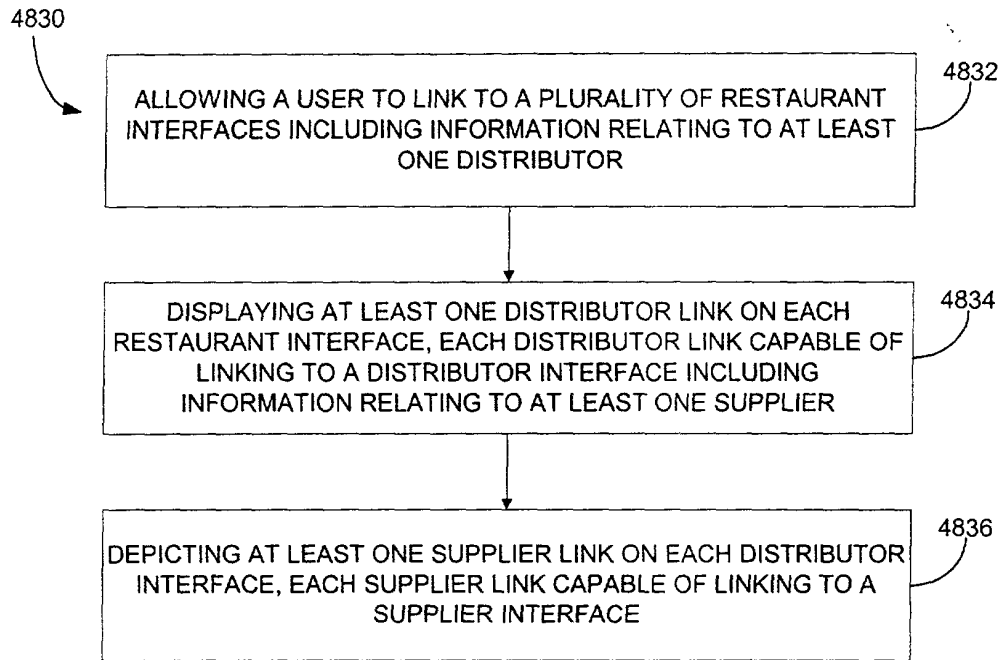 4830
4832
ALLOWING A USER TO LINK TO A PLURALITY OF RESTAURANT
INTERFACES INCLUDING INFORMATION RELATING TO AT LEAST
ONE DISTRIBUTOR
4834
DISPLAYING AT LEAST ONE DISTRIBUTOR LINK ON EACH
RESTAURANT INTERFACE, EACH DISTRIBUTOR LINK CAPABLE OF
LINKING TO A DISTRIBUTOR INTERFACE INCLUDING
INFORMATION RELATING TO AT LEAST ONE SUPPLIER
4836
DEPICTING AT LEAST ONE SUPPLIER LINK ON EACH DISTRIBUTOR
INTERFACE, EACH SUPPLIER LINK CAPABLE OF LINKING TO A
SUPPLIER INTERFACE